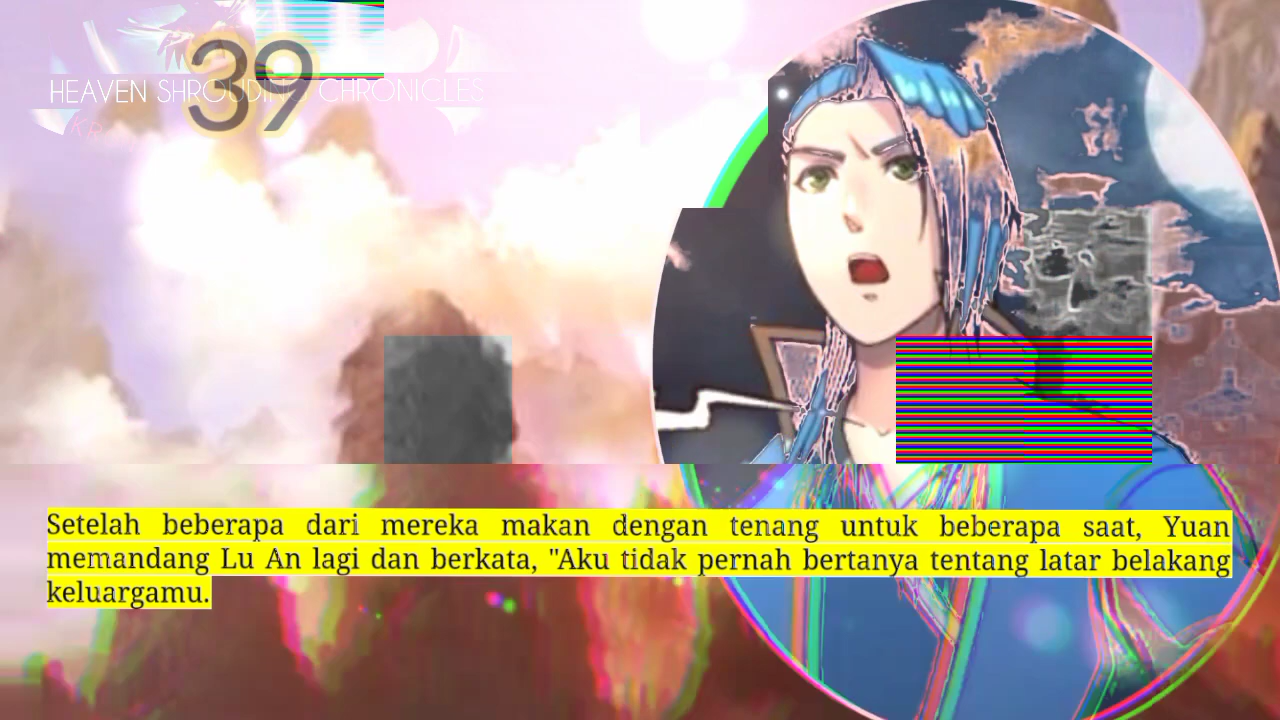 39
HEAVEN SHROUDING CHRONICLES
Setelah beberapa dari mereka makan dengan tenang untuk beberapa saat, Yuan
memandang Lu An lagi dan berkata, "Aku tidak pernah bertanya tentang latar belakang
keluargamu.